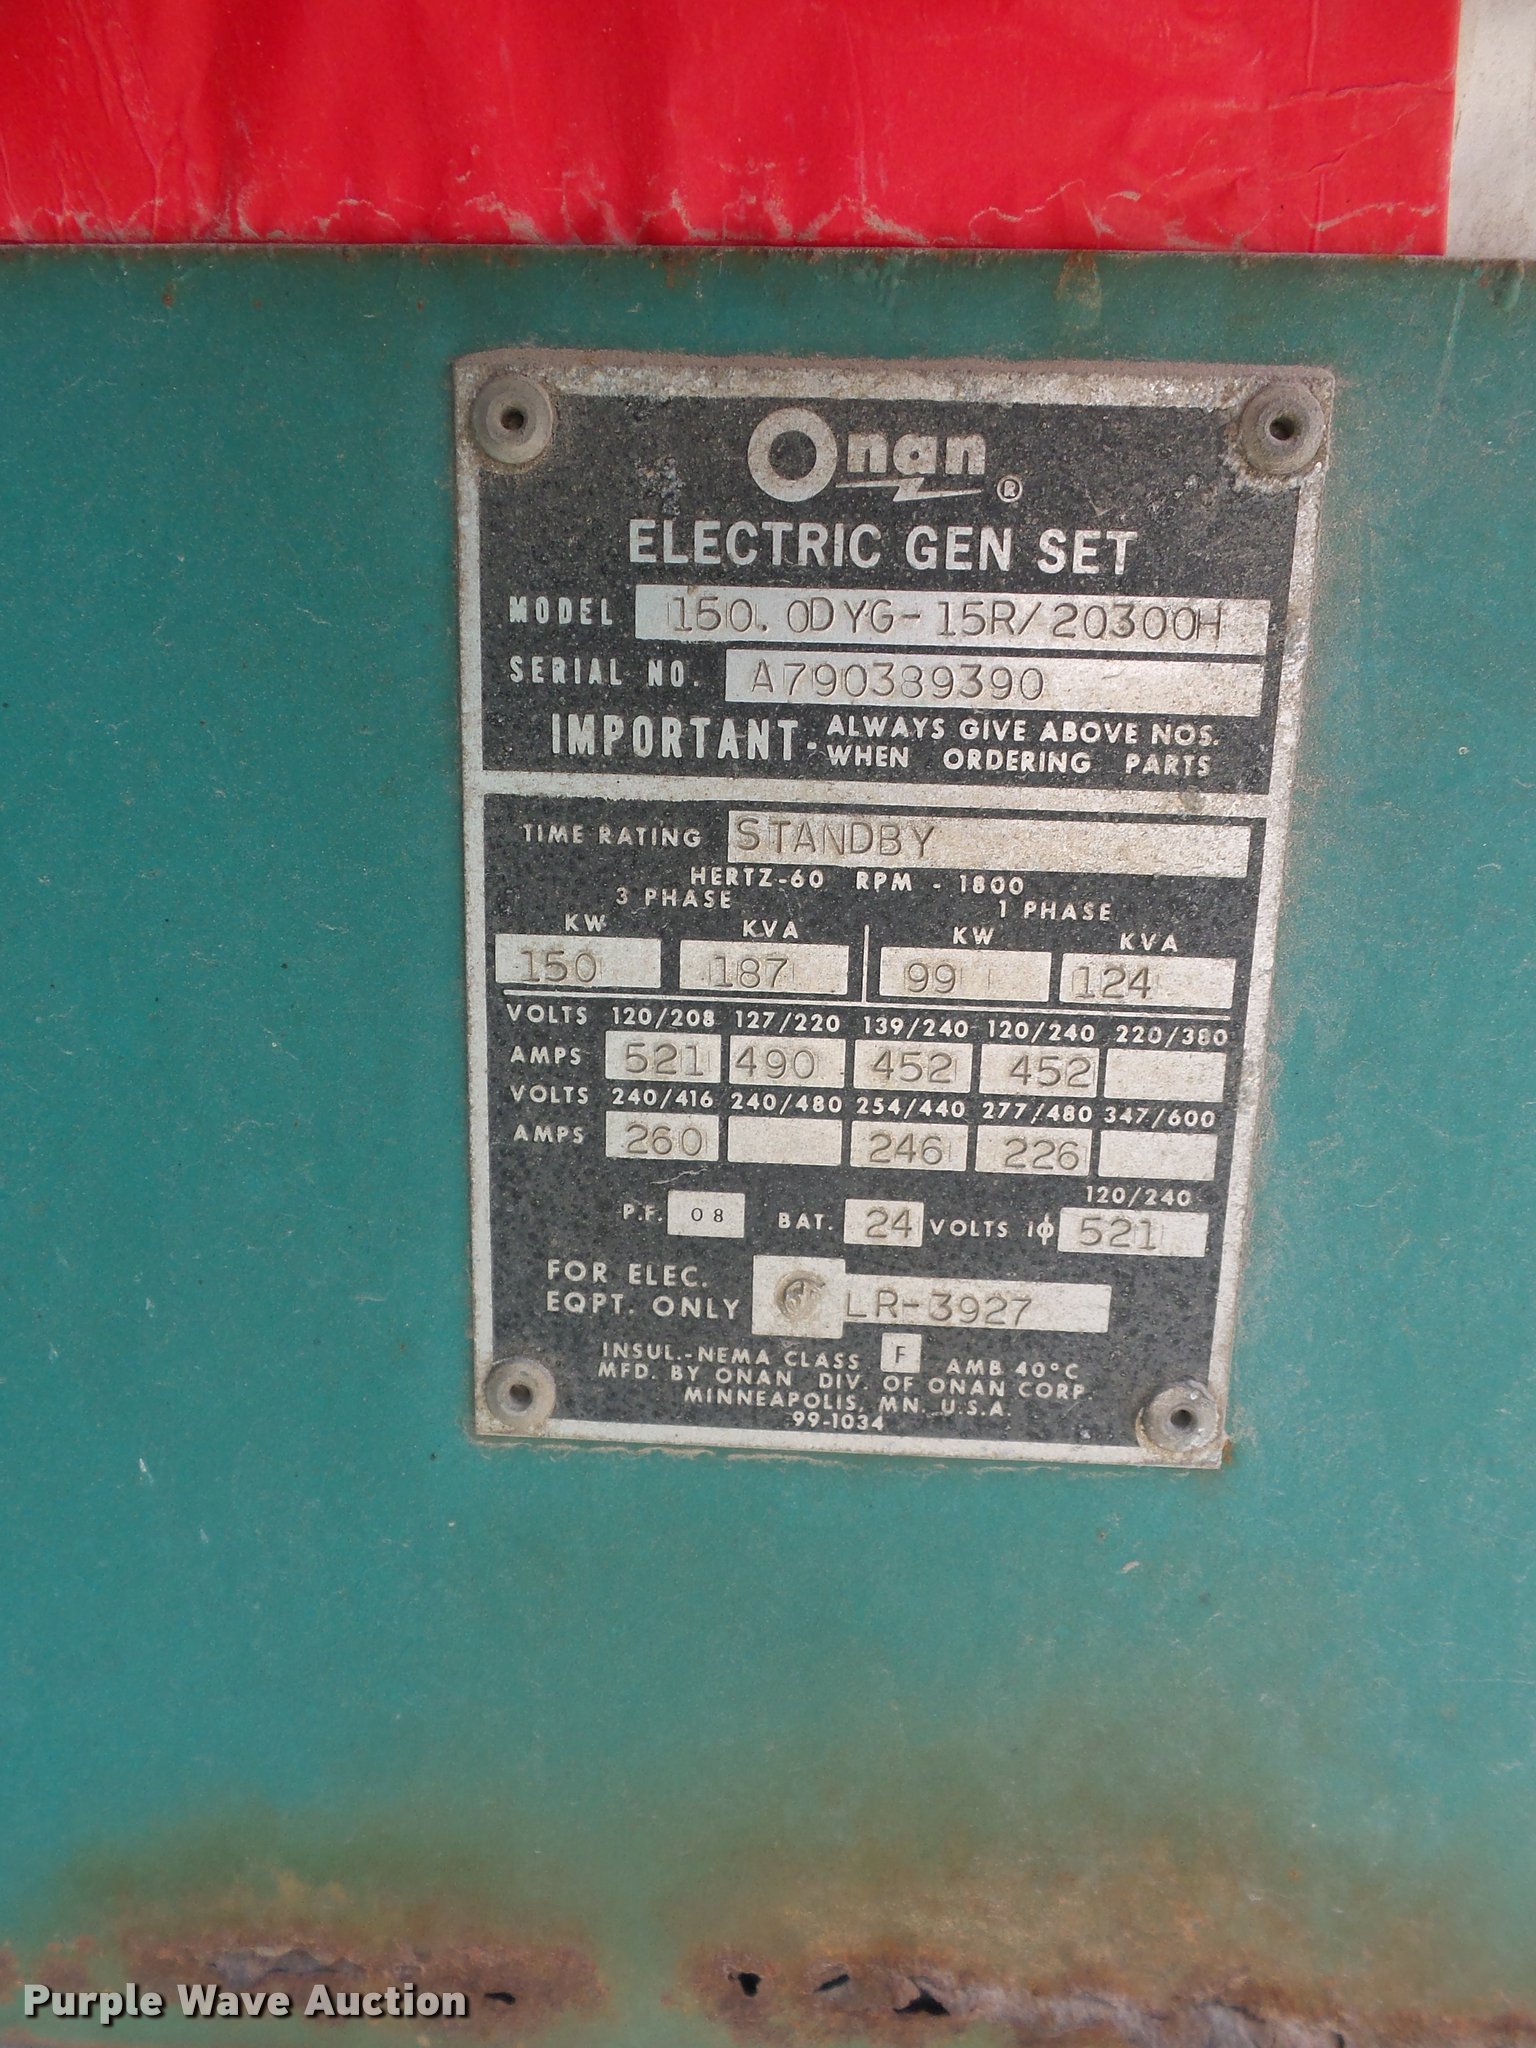 Onan ®
ELECTRIC GEN SET
MODEL 150.0DYG-15R/20300H
SERIAL NO. A790389390
IMPORTANT- ALWAYS GIVE ABOVE NOS.
WHEN ORDERING PARTS
TIME RATING STANDBY
HERTZ-60 RPM - 1800
3 PHASE 1 PHASE
KW KVA KW KVA
150 187 99 124
VOLTS 120/208 127/220 139/240 120/240 220/380
AMPS 521 490 452 452
VOLTS 240/416 240/480 254/440 277/480 347/600
AMPS 260 246 226
120/240
P.F. 08 BAT. 24 VOLTS 1ϕ 521
FOR ELEC.
EQPT. ONLY LR-3927
INSUL.-NEMA CLASS F AMB 40°C
MFD. BY ONAN DIV. OF ONAN CORP.
MINNEAPOLIS, MN. U.S.A.
99-1034
Purple Wave Auction